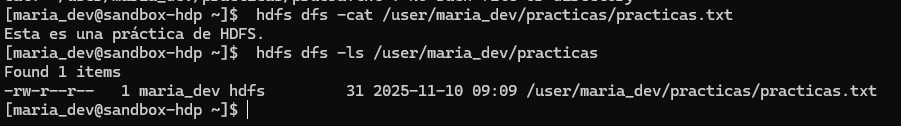 [maria_dev@sandbox-hdp ~]$  hdfs dfs -cat /user/maria_dev/practicas/practicas.txt
Esta es una práctica de HDFS.
[maria_dev@sandbox-hdp ~]$  hdfs dfs -ls /user/maria_dev/practicas
Found 1 items
-rw-r--r--   1 maria_dev hdfs         31 2025-11-10 09:09 /user/maria_dev/practicas/practicas.txt
[maria_dev@sandbox-hdp ~]$